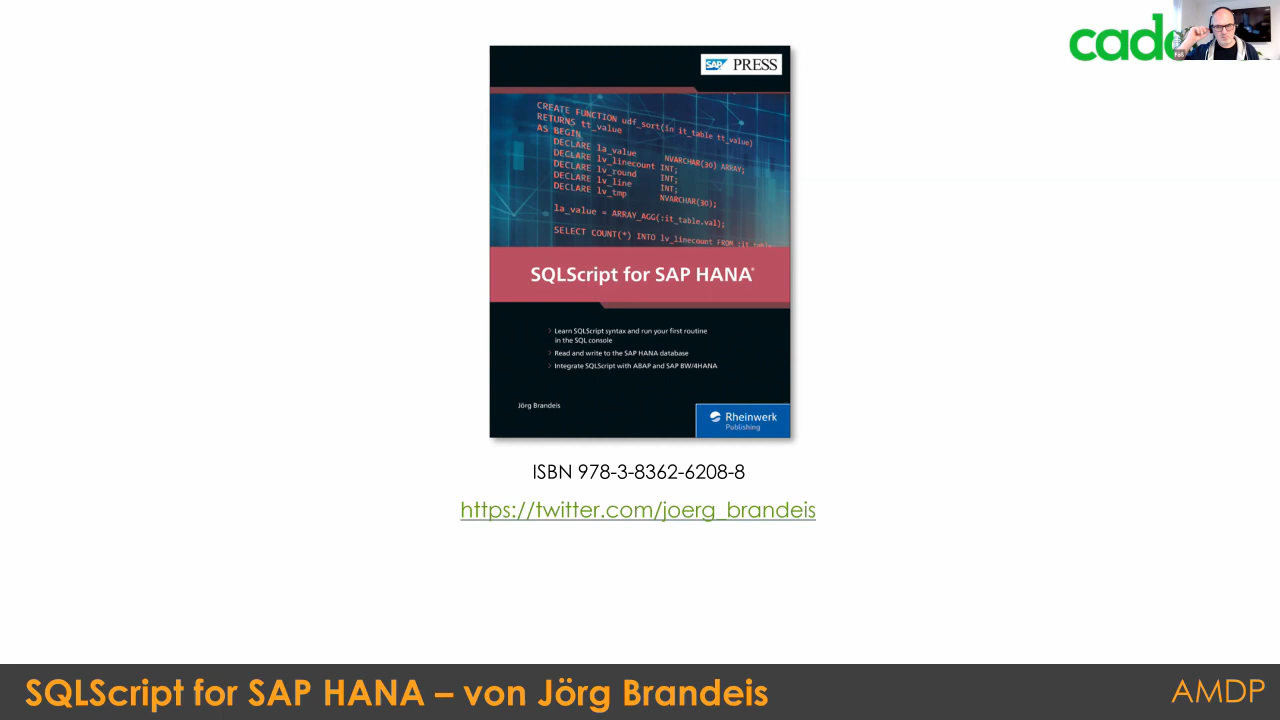 cade
SAP PRESS
CREATE FUNCTION udf_sort(in it_table tt_value)
RETURNS tt_value
AS BEGIN
DECLARE la_value NVARCHAR(30) ARRAY;
DECLARE lv_linecount INT;
DECLARE lv_round INT;
DECLARE lv_line INT;
DECLARE lv_tmp NVARCHAR(30);
la_value = ARRAY_AGG(:it_table.val);
SELECT COUNT(*) INTO lv_linecount FROM :it_table
SQLScript for SAP HANA®
Learn SQLScript syntax and run your first routine
in the SQL console
Read and write to the SAP HANA database
Integrate SQLScript with ABAP and SAP BW/4HANA
Jörg Brandeis
Rheinwerk
Publishing
ISBN 978-3-8362-6208-8
https://twitter.com/joerg_brandeis
SQLScript for SAP HANA – von Jörg Brandeis
AMDP